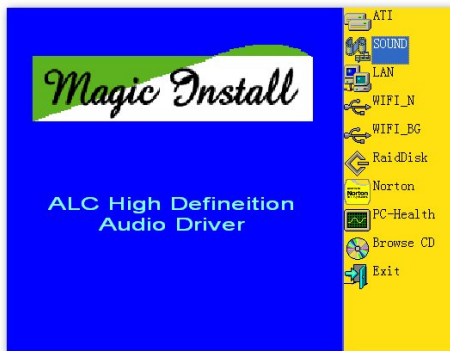 Magic Install
ALC High Defineition
Audio Driver
ATI
SOUND
LAN
WIFI_N
WIFI_BG
RaidDisk
Norton
Norton
PC-Health
Browse CD
Exit